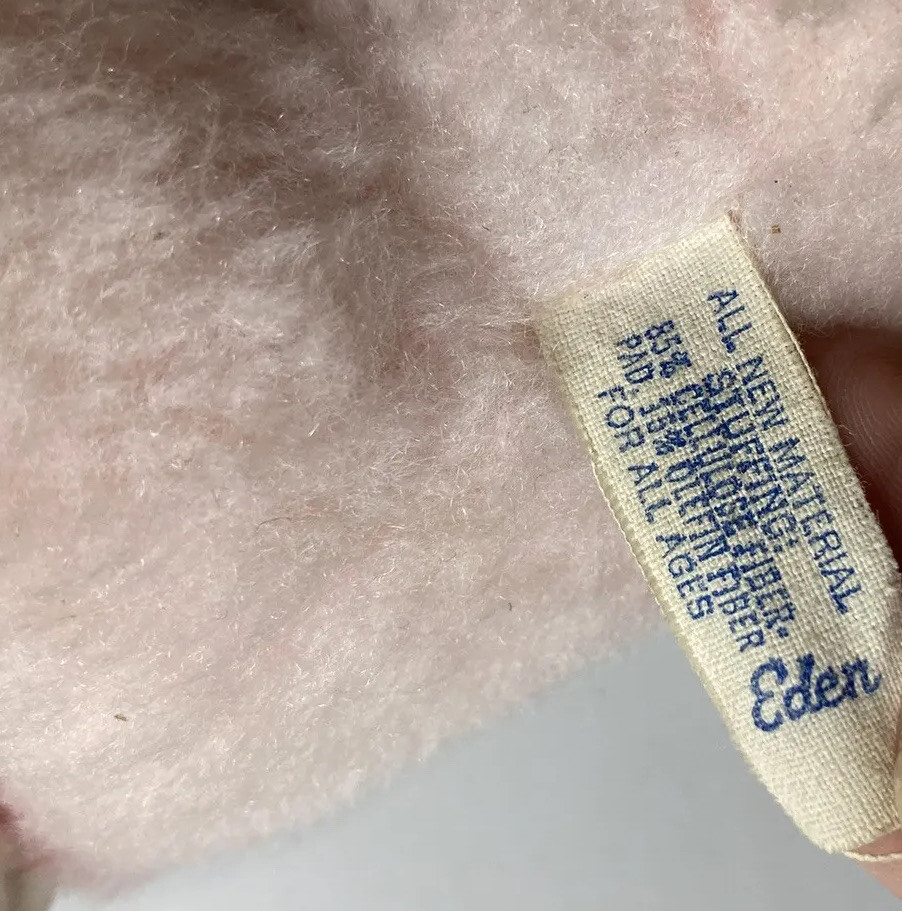 ALL NEW MATERIAL
STUFFING:
85% CELLULOSE FIBER-
PAD: 15% OLEFIN FIBER
FOR ALL AGES
Eden